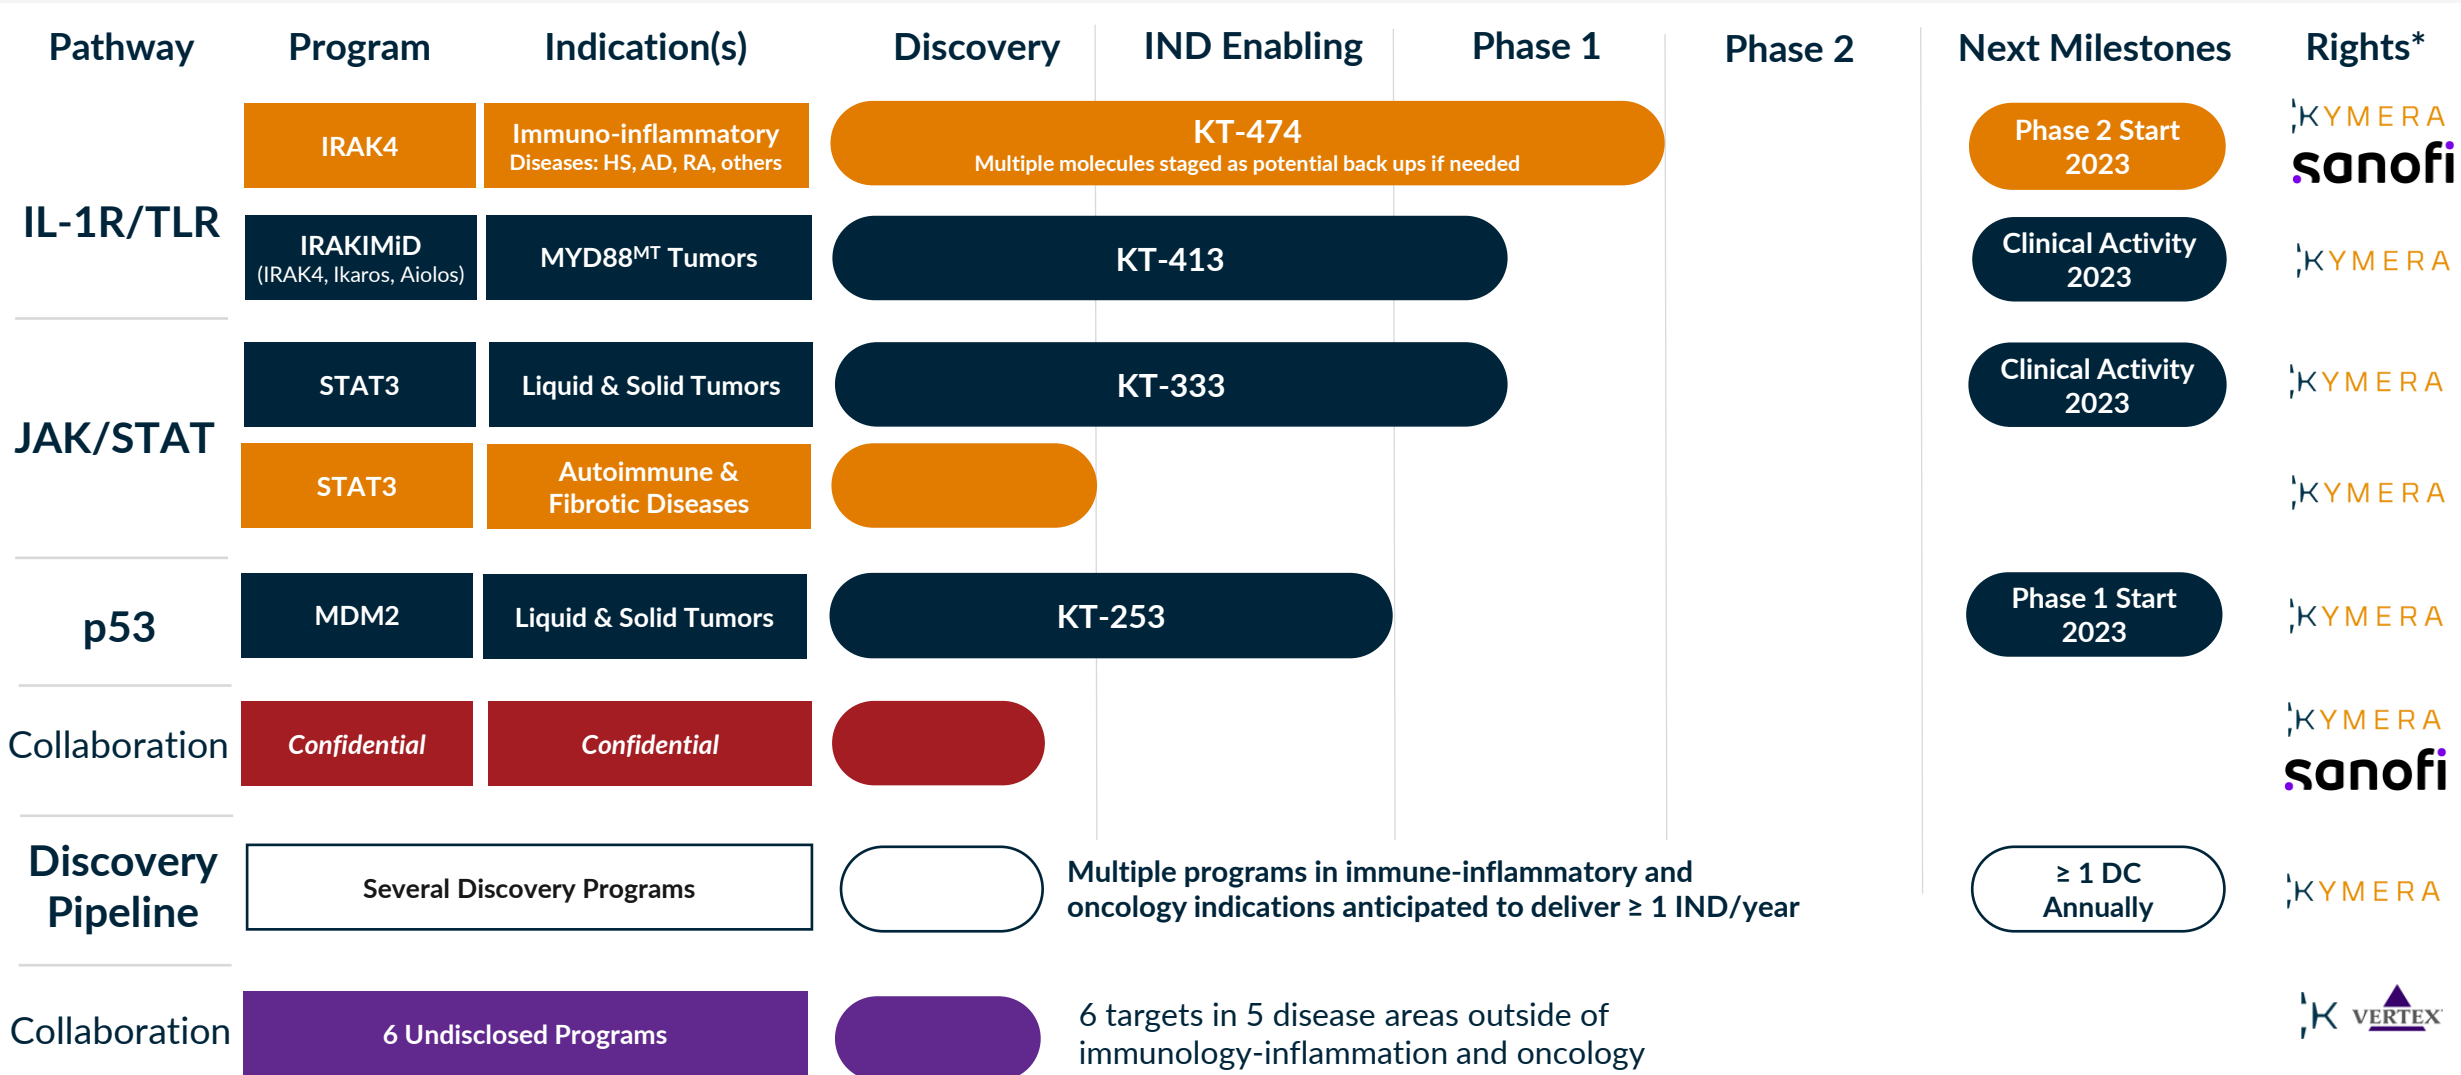 Pathway Program Indication(s) Discovery IND Enabling Phase 1 Phase 2 Next Milestones Rights*
IL-1R/TLR
IRAK4
Immuno-inflammatory
Diseases: HS, AD, RA, others
KT-474
Multiple molecules staged as potential back ups if needed
Phase 2 Start
2023
KYMERA
sanofi
IRAKIMiD
(IRAK4, Ikaros, Aiolos)
MYD88ᴹᵀ Tumors
KT-413
Clinical Activity
2023
KYMERA
JAK/STAT
STAT3
Liquid & Solid Tumors
KT-333
Clinical Activity
2023
KYMERA
STAT3
Autoimmune &
Fibrotic Diseases
KYMERA
p53
MDM2
Liquid & Solid Tumors
KT-253
Phase 1 Start
2023
KYMERA
Collaboration
Confidential
Confidential
KYMERA
sanofi
Discovery
Pipeline
Several Discovery Programs
Multiple programs in immune-inflammatory and
oncology indications anticipated to deliver ≥ 1 IND/year
≥ 1 DC
Annually
KYMERA
Collaboration
6 Undisclosed Programs
6 targets in 5 disease areas outside of
immunology-inflammation and oncology
K
VERTEX